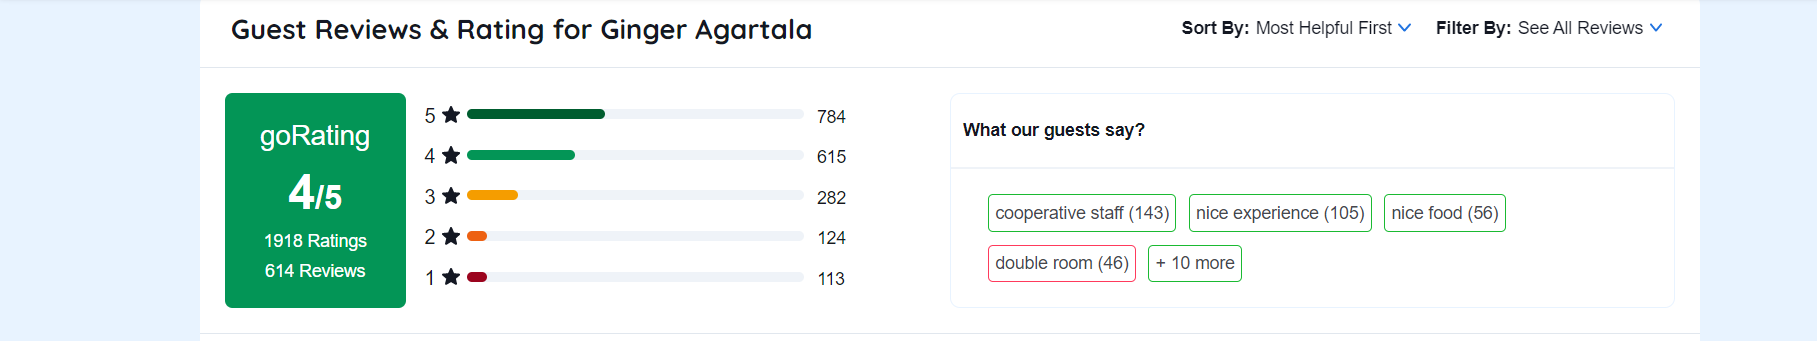 Guest Reviews & Rating for Ginger Agartala
Sort By: Most Helpful First
Filter By: See All Reviews
goRating
4/5
1918 Ratings
614 Reviews
5 784
4 615
3 282
2 124
1 113
What our guests say?
cooperative staff (143) nice experience (105) nice food (56)
double room (46) + 10 more